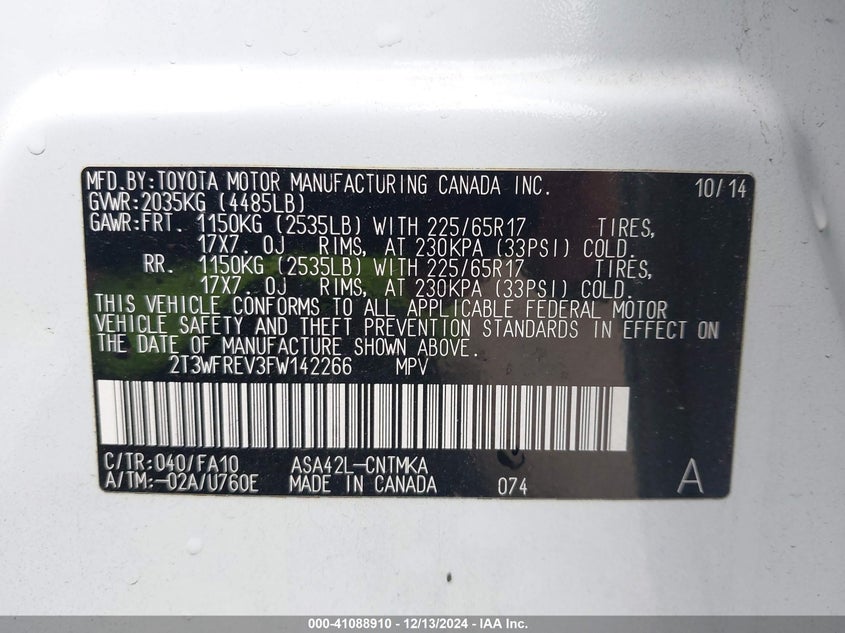 MFD.BY:TOYOTA MOTOR MANUFACTURING CANADA INC. 10/14
GVWR:2035KG (4485LB)
GAWR:FRT. 1150KG (2535LB) WITH 225/65R17 TIRES,
17X7. 0J RIMS, AT 230KPA (33PSI) COLD.
RR. 1150KG (2535LB) WITH 225/65R17 TIRES,
17X7. 0J RIMS, AT 230KPA (33PSI) COLD.
THIS VEHICLE CONFORMS TO ALL APPLICABLE FEDERAL MOTOR
VEHICLE SAFETY AND THEFT PREVENTION STANDARDS IN EFFECT ON
THE DATE OF MANUFACTURE SHOWN ABOVE.
2T3WFREV3FW142266 MPV
C/TR:040/FA10 ASA42L-CNTMKA
A/TM:-02A/U760E MADE IN CANADA 074 A
000-41088910 - 12/13/2024 - IAA Inc.